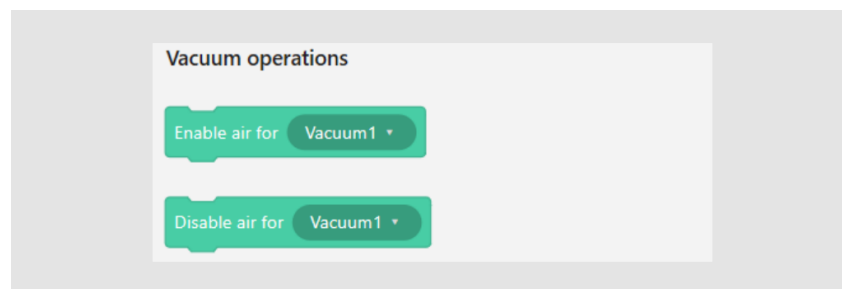 Vacuum operations
Enable air for Vacuum1
Disable air for Vacuum1